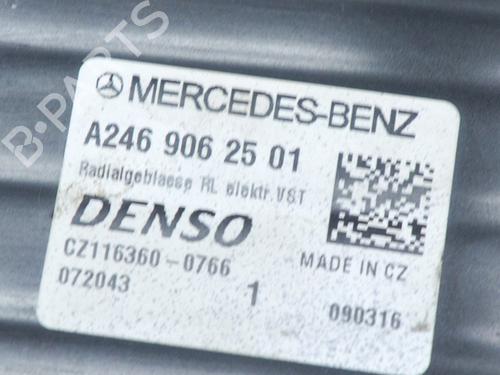 B-PARTS
MERCEDES-BENZ
A246 906 25 01
Radialgeblaese RL elektr. V&T
DENSO
CZ116360-0766
MADE IN CZ
072043
1
090316